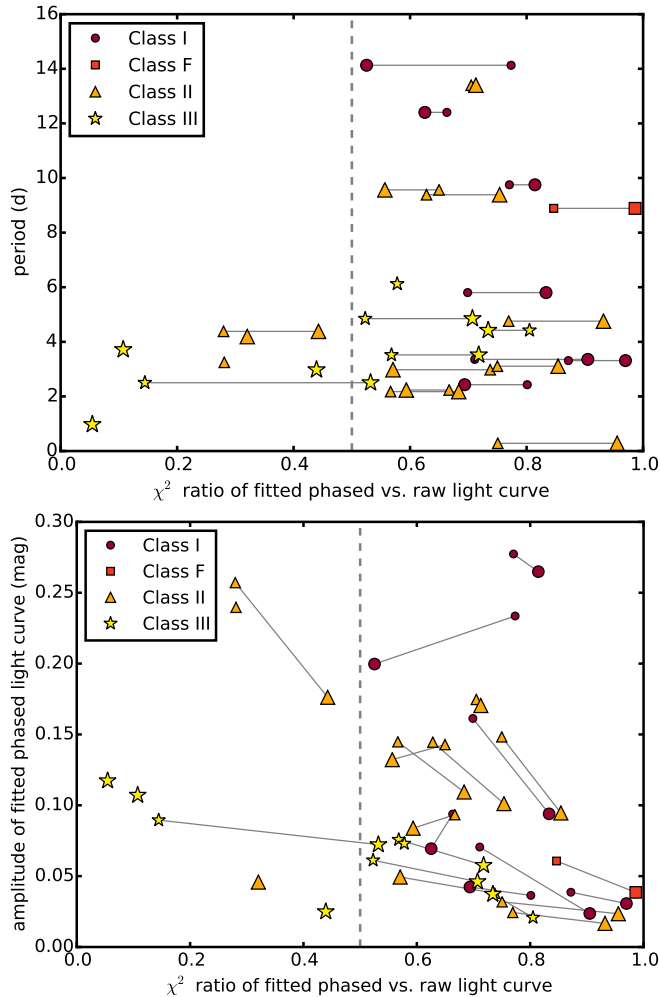 16
14
12
10
8
6
4
2
0
period (d)
Class I
Class F
Class II
Class III
0.0 0.2 0.4 0.6 0.8 1.0
χ² ratio of fitted phased vs. raw light curve
0.30
0.25
0.20
0.15
0.10
0.05
0.00
amplitude of fitted phased light curve (mag)
Class I
Class F
Class II
Class III
0.0 0.2 0.4 0.6 0.8 1.0
χ² ratio of fitted phased vs. raw light curve